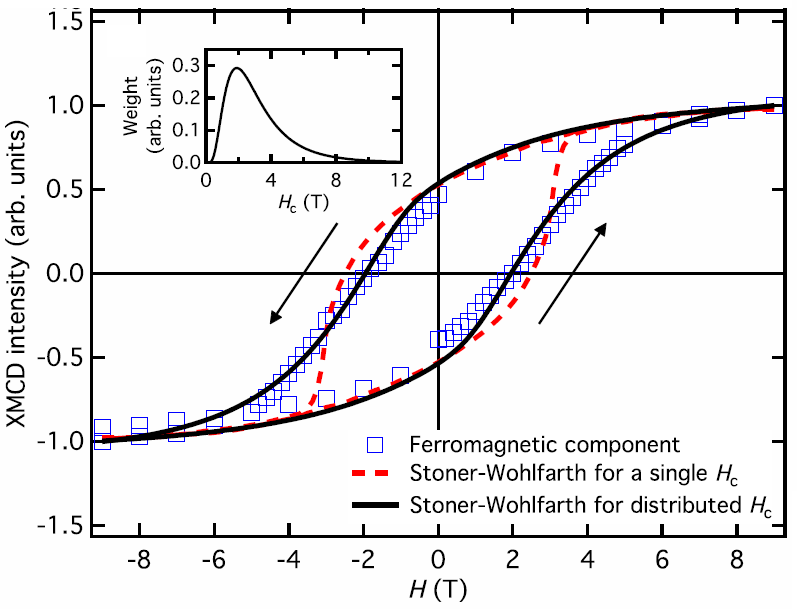 1.5
1.0
0.5
0.0
-0.5
-1.0
-1.5
XMCD intensity (arb. units)
-8 -6 -4 -2 0 2 4 6 8
H (T)
Weight
(arb. units)
0.3
0.2
0.1
0.0
0 4 8 12
Hc (T)
Ferromagnetic component
Stoner-Wohlfarth for a single Hc
Stoner-Wohlfarth for distributed Hc